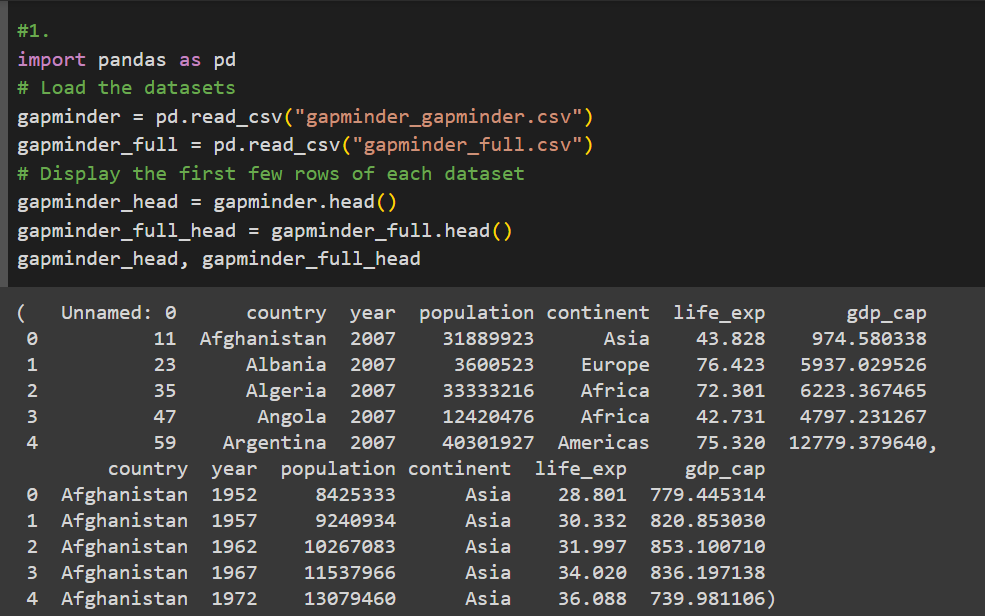 #1.
import pandas as pd
# Load the datasets
gapminder = pd.read_csv("gapminder_gapminder.csv")
gapminder_full = pd.read_csv("gapminder_full.csv")
# Display the first few rows of each dataset
gapminder_head = gapminder.head()
gapminder_full_head = gapminder_full.head()
gapminder_head, gapminder_full_head
(   Unnamed: 0      country  year  population continent  life_exp       gdp_cap
0          11  Afghanistan  2007    31889923      Asia    43.828    974.580338
1          23      Albania  2007     3600523    Europe    76.423   5937.029526
2          35      Algeria  2007    33333216    Africa    72.301   6223.367465
3          47       Angola  2007    12420476    Africa    42.731   4797.231267
4          59    Argentina  2007    40301927  Americas    75.320  12779.379640,
country  year  population continent  life_exp     gdp_cap
0  Afghanistan  1952     8425333      Asia    28.801  779.445314
1  Afghanistan  1957     9240934      Asia    30.332  820.853030
2  Afghanistan  1962    10267083      Asia    31.997  853.100710
3  Afghanistan  1967    11537966      Asia    34.020  836.197138
4  Afghanistan  1972    13079460      Asia    36.088  739.981106)